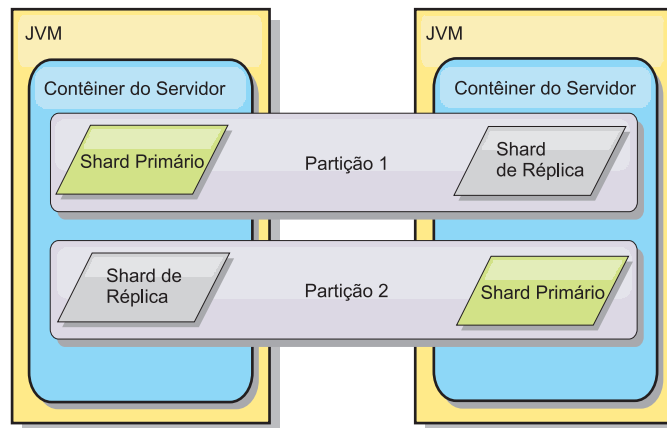 JVM
JVM
Contêiner do Servidor
Contêiner do Servidor
Shard Primário
Partição 1
Shard
de Réplica
Shard de
Réplica
Partição 2
Shard Primário